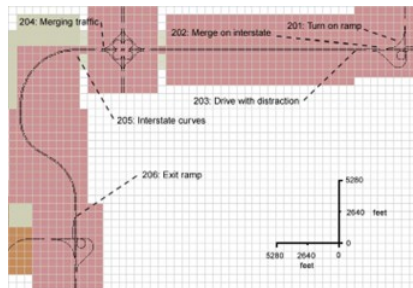 204: Merging traffic
201: Turn on ramp
202: Merge on interstate
203: Drive with distraction
205: Interstate curves
206: Exit ramp
5280
2640 feet
0
5280 2640 0
feet